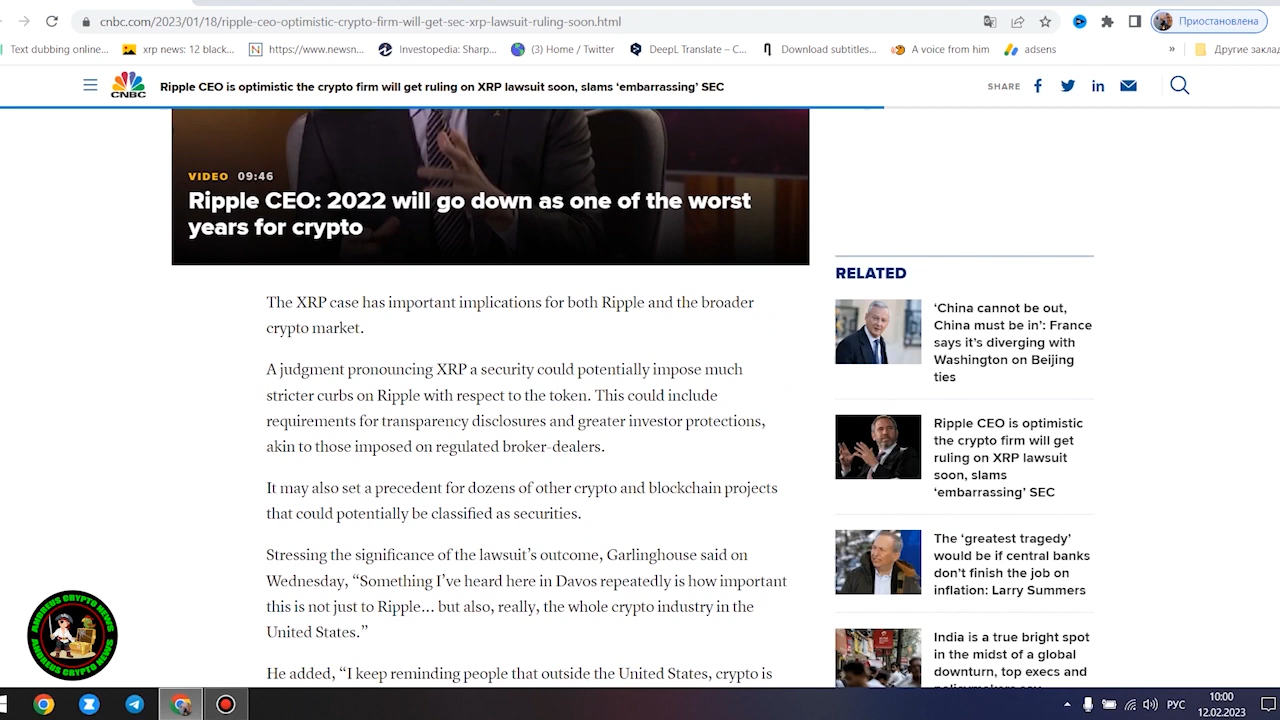 cnbc.com/2023/01/18/ripple-ceo-optimistic-crypto-firm-will-get-sec-xrp-lawsuit-ruling-soon.html
Приостановлена
Text dubbing online...
xrp news: 12 black...
https://www.newsn...
Investopedia: Sharp...
(3) Home / Twitter
DeepL Translate – C...
Download subtitles...
A voice from him
adsens
»
Другие закла
CNBC
Ripple CEO is optimistic the crypto firm will get ruling on XRP lawsuit soon, slams ‘embarrassing’ SEC
SHARE
VIDEO 09:46
Ripple CEO: 2022 will go down as one of the worst
years for crypto
The XRP case has important implications for both Ripple and the broader
crypto market.
A judgment pronouncing XRP a security could potentially impose much
stricter curbs on Ripple with respect to the token. This could include
requirements for transparency disclosures and greater investor protections,
akin to those imposed on regulated broker-dealers.
It may also set a precedent for dozens of other crypto and blockchain projects
that could potentially be classified as securities.
Stressing the significance of the lawsuit’s outcome, Garlinghouse said on
Wednesday, “Something I’ve heard here in Davos repeatedly is how important
this is not just to Ripple… but also, really, the whole crypto industry in the
United States.”
He added, “I keep reminding people that outside the United States, crypto is
RELATED
‘China cannot be out,
China must be in’: France
says it’s diverging with
Washington on Beijing
ties
Ripple CEO is optimistic
the crypto firm will get
ruling on XRP lawsuit
soon, slams
‘embarrassing’ SEC
The ‘greatest tragedy’
would be if central banks
don’t finish the job on
inflation: Larry Summers
India is a true bright spot
in the midst of a global
downturn, top execs and
ANDREUS CRYPTO NEWS
ANDREUS CRYPTO NEWS
РУС
10:00
12.02.2023